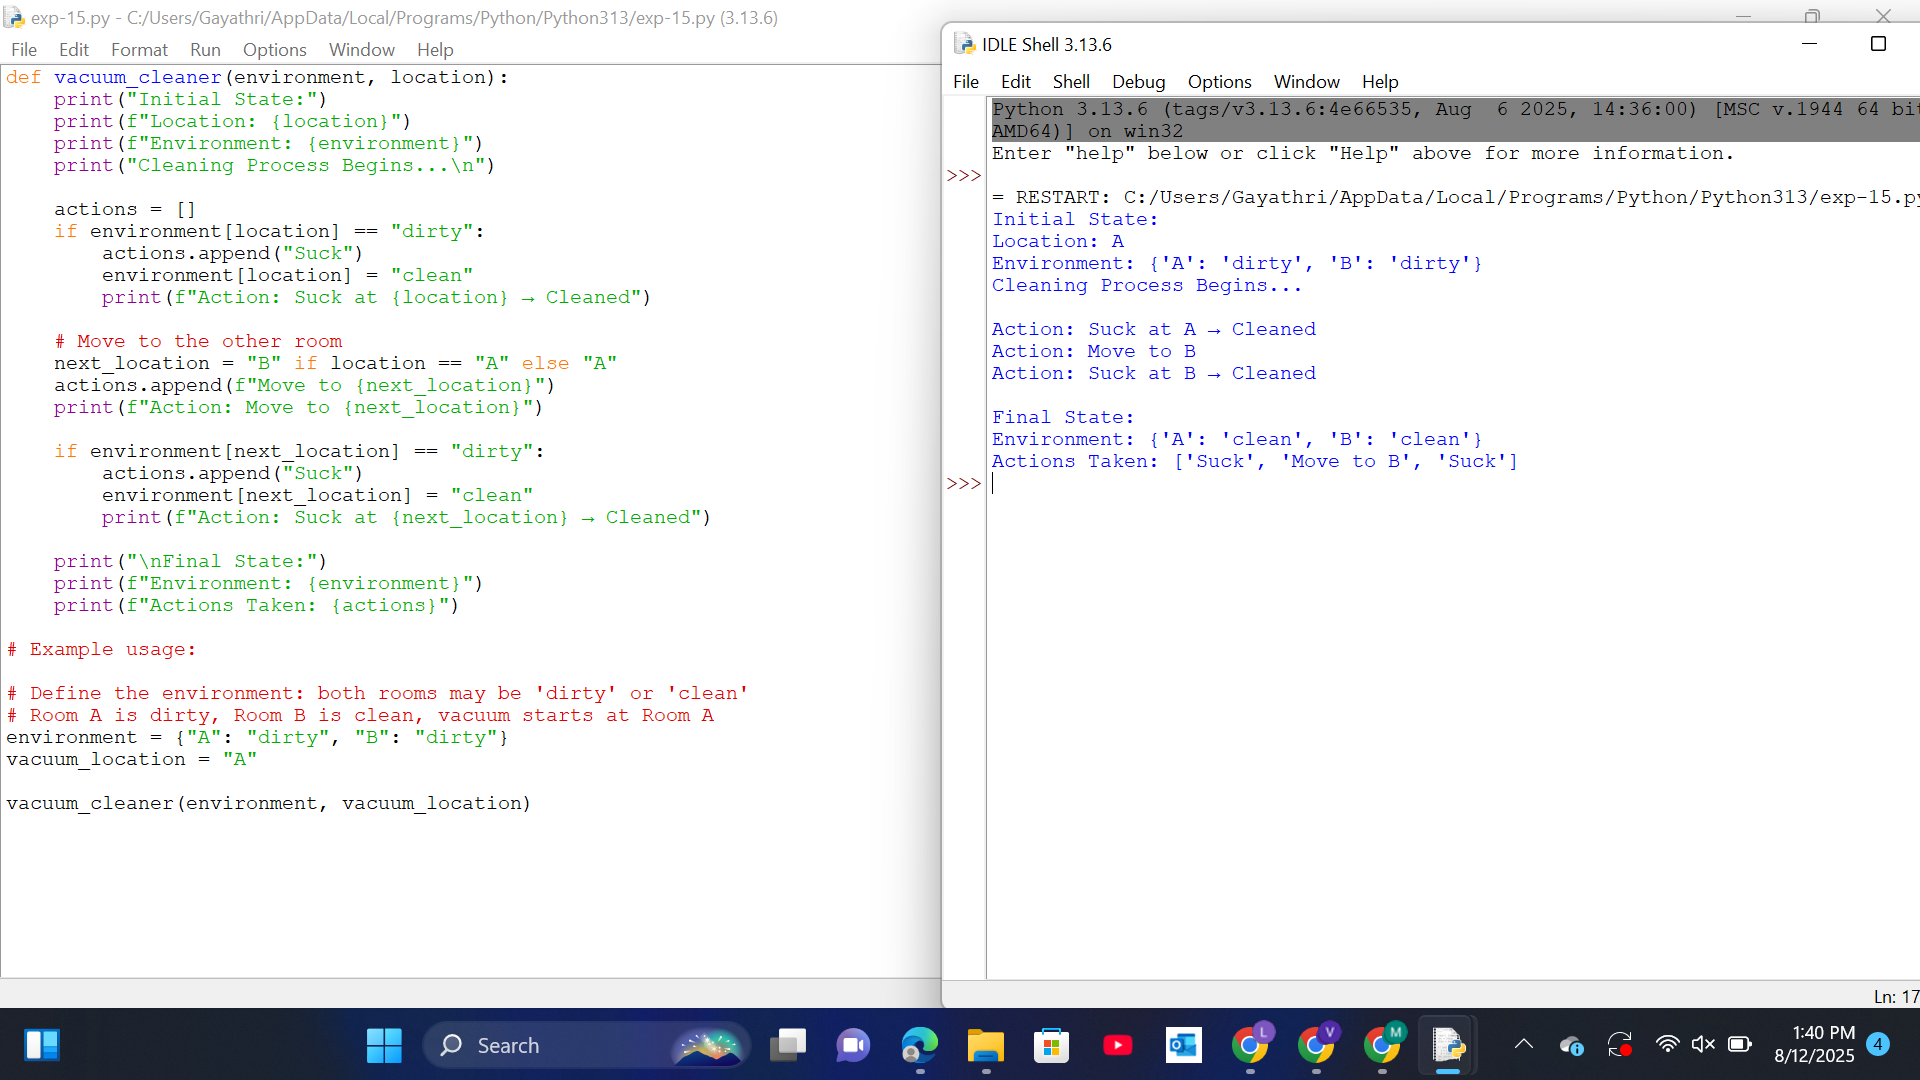 exp-15.py - C:/Users/Gayathri/AppData/Local/Programs/Python/Python313/exp-15.py (3.13.6)
File Edit Format Run Options Window Help
def vacuum_cleaner(environment, location):
    print("Initial State:")
    print(f"Location: {location}")
    print(f"Environment: {environment}")
    print("Cleaning Process Begins...\n")
    actions = []
    if environment[location] == "dirty":
        actions.append("Suck")
        environment[location] = "clean"
        print(f"Action: Suck at {location} → Cleaned")
    # Move to the other room
    next_location = "B" if location == "A" else "A"
    actions.append(f"Move to {next_location}")
    print(f"Action: Move to {next_location}")
    if environment[next_location] == "dirty":
        actions.append("Suck")
        environment[next_location] = "clean"
        print(f"Action: Suck at {next_location} → Cleaned")
    print("\nFinal State:")
    print(f"Environment: {environment}")
    print(f"Actions Taken: {actions}")
# Example usage:
# Define the environment: both rooms may be 'dirty' or 'clean'
# Room A is dirty, Room B is clean, vacuum starts at Room A
environment = {"A": "dirty", "B": "dirty"}
vacuum_location = "A"
vacuum_cleaner(environment, vacuum_location)
IDLE Shell 3.13.6
File Edit Shell Debug Options Window Help
Python 3.13.6 (tags/v3.13.6:4e66535, Aug  6 2025, 14:36:00) [MSC v.1944 64 bit
AMD64)] on win32
Enter "help" below or click "Help" above for more information.
>>>
= RESTART: C:/Users/Gayathri/AppData/Local/Programs/Python/Python313/exp-15.py
Initial State:
Location: A
Environment: {'A': 'dirty', 'B': 'dirty'}
Cleaning Process Begins...
Action: Suck at A → Cleaned
Action: Move to B
Action: Suck at B → Cleaned
Final State:
Environment: {'A': 'clean', 'B': 'clean'}
Actions Taken: ['Suck', 'Move to B', 'Suck']
>>>
Ln: 17
Search
L
V
M
1:40 PM
8/12/2025
4